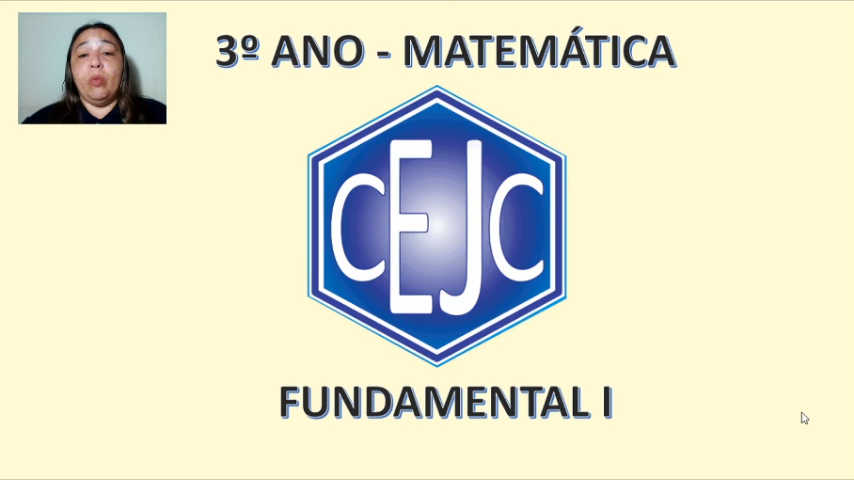 3º ANO - MATEMÁTICA
CEJC
FUNDAMENTAL I